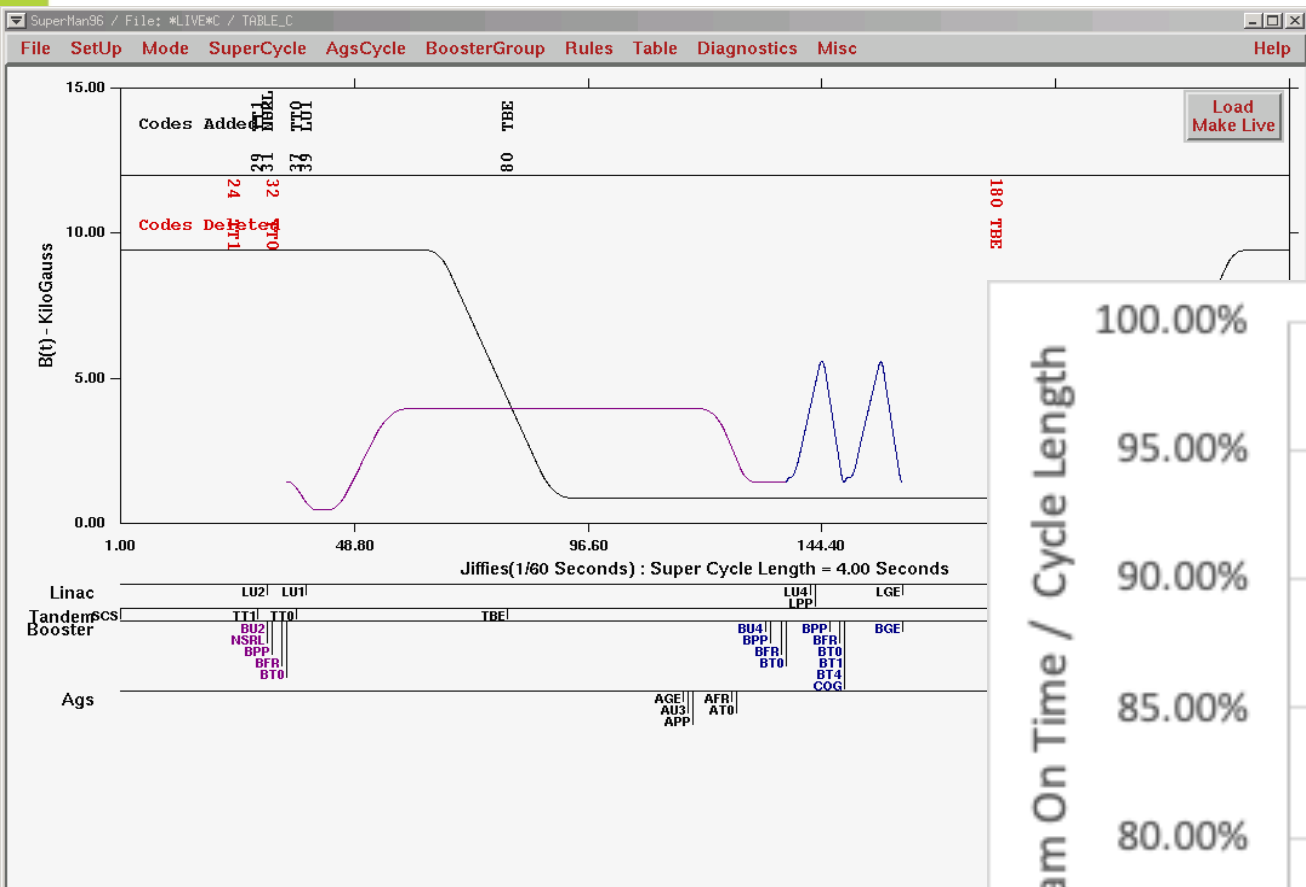 SuperMan96 / File: *LIVE*C / TABLE_C
File SetUp Mode SuperCycle AgsCycle BoosterGroup Rules Table Diagnostics Misc Help
Load
Make Live
15.00
10.00
5.00
0.00
B(t) - KiloGauss
Codes Added
TT1 NSRL TT0 LU1 TBE
29 31 37 39 80
24 32 180 TBE
Codes Deleted
TT1 TT0
1.00 48.80 96.60 144.40
Jiffies(1/60 Seconds) : Super Cycle Length = 4.00 Seconds
Linac LU2 LU1 LU4 LGE
LPP
Tandem SCS TT1 TT0 TBE
Booster BU2 BU4 BPP BGE
NSRL BPP BFR
BPP BFR BT0
BFR BT0 BT1
BT0 BT4
COG
Ags AGE AFR
AU3 AT0
APP
100.00%
95.00%
90.00%
85.00%
80.00%
On Time / Cycle Length